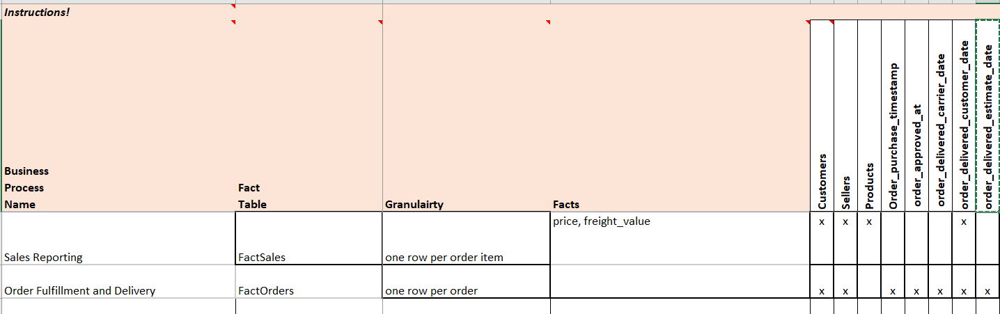 Instructions!
Business
Process
Name
Fact
Table
Granulairty
Facts
Customers
Sellers
Products
Order_purchase_timestamp
order_approved_at
order_delivered_carrier_date
order_delivered_customer_date
order_delivered_estimate_date
Sales Reporting
FactSales
one row per order item
price, freight_value
x x x x
Order Fulfillment and Delivery
FactOrders
one row per order
x x x x x x x